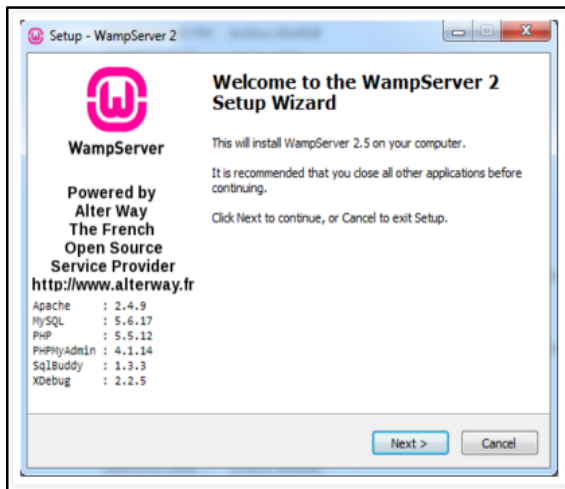 Setup - WampServer 2
WampServer
Powered by
Alter Way
The French
Open Source
Service Provider
http://www.alterway.fr
Apache : 2.4.9
MySQL : 5.6.17
PHP : 5.5.12
PHPMyAdmin : 4.1.14
SqlBuddy : 1.3.3
XDebug : 2.2.5
Welcome to the WampServer 2
Setup Wizard
This will install WampServer 2.5 on your computer.
It is recommended that you close all other applications before
continuing.
Click Next to continue, or Cancel to exit Setup.
Next >
Cancel